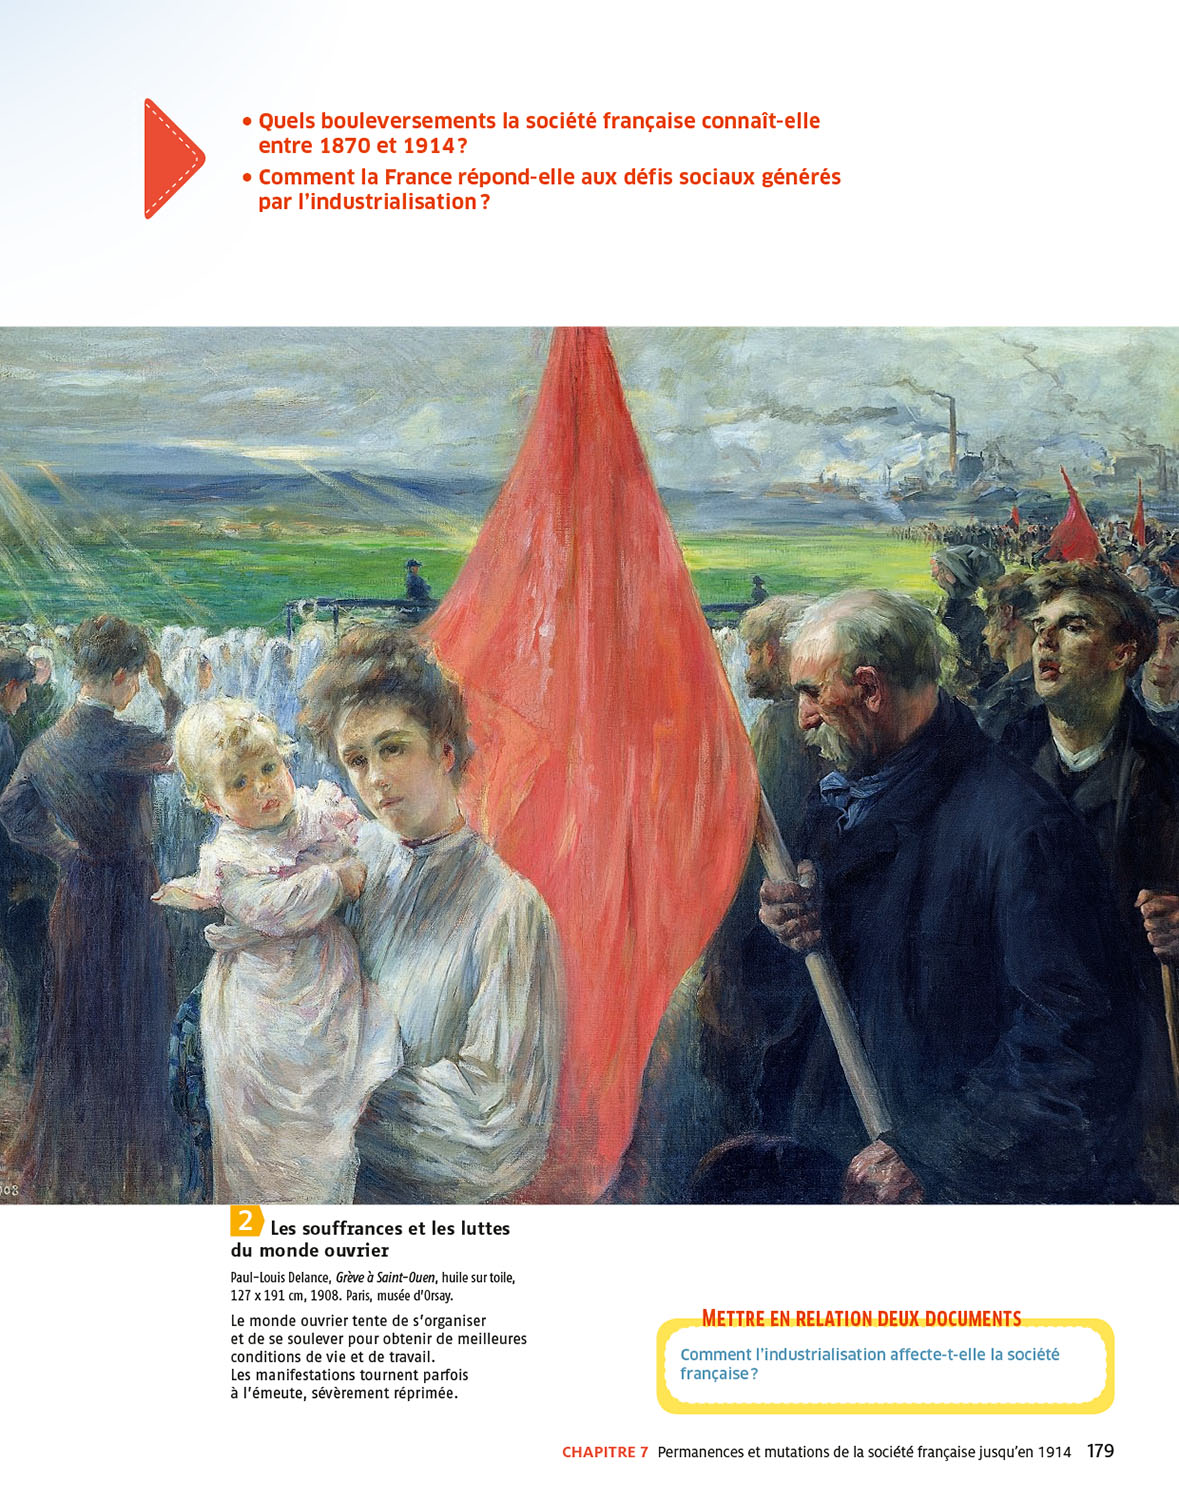 • Quels bouleversements la société française connaît-elle
entre 1870 et 1914 ?
• Comment la France répond-elle aux défis sociaux générés
par l'industrialisation ?
908
2 Les souffrances et les luttes
du monde ouvrier
Paul-Louis Delance, Grève à Saint-Ouen, huile sur toile,
127 x 191 cm, 1908. Paris, musée d'Orsay.
Le monde ouvrier tente de s'organiser
et de se soulever pour obtenir de meilleures
conditions de vie et de travail.
Les manifestations tournent parfois
à l'émeute, sévèrement réprimée.
METTRE EN RELATION DEUX DOCUMENTS
Comment l'industrialisation affecte-t-elle la société
française ?
CHAPITRE 7 Permanences et mutations de la société française jusqu'en 1914 179